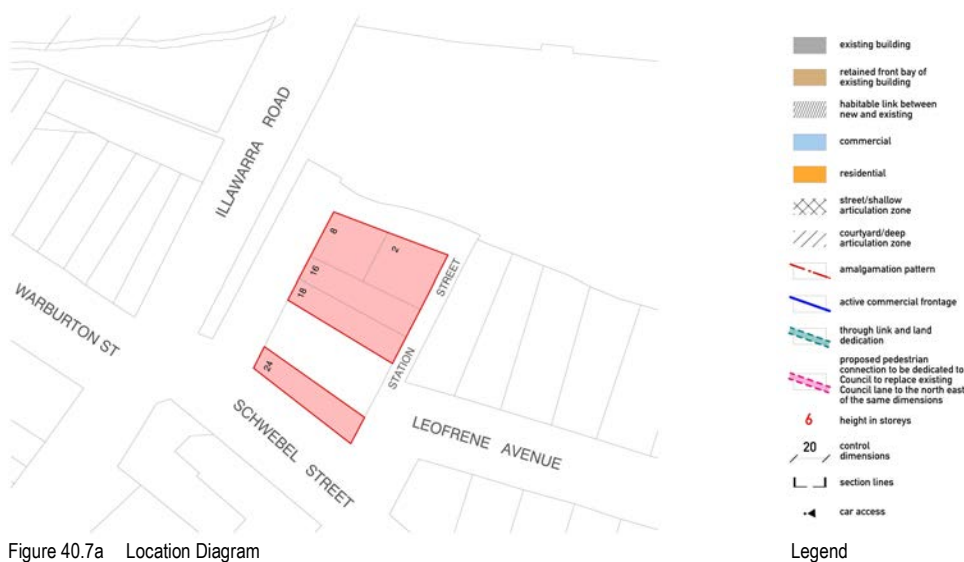 ILLAWARRA ROAD
8
2
16
18
STREET
STATION
WARBURTON ST
24
SCHWEBEL STREET
LEOFRENE AVENUE
Figure 40.7a Location Diagram
existing building
retained front bay of
existing building
habitable link between
new and existing
commercial
residential
street/shallow
articulation zone
courtyard/deep
articulation zone
amalgamation pattern
active commercial frontage
through link and land
dedication
proposed pedestrian
connection to be dedicated to
Council to replace existing
Council lane to the north east
of the same dimensions
6 height in storeys
20 control
dimensions
section lines
car access
Legend